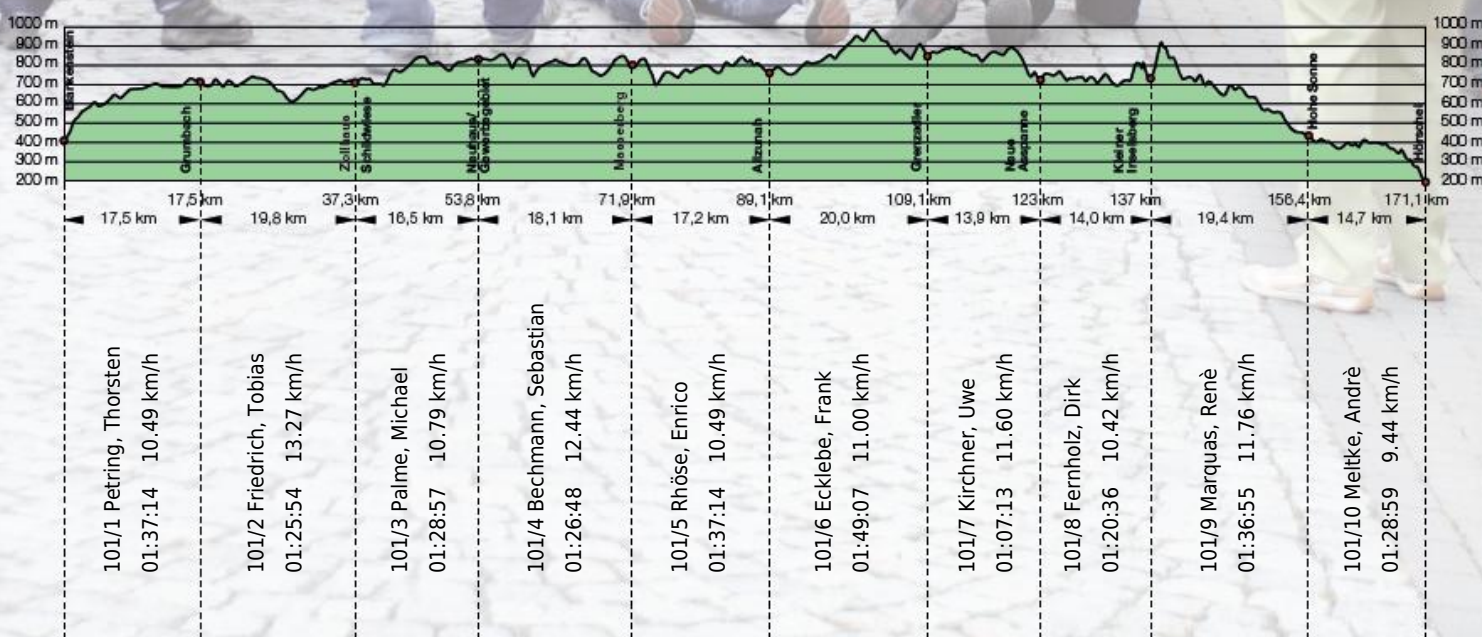 1000 m
900 m
800 m
700 m
600 m
500 m
400 m
300 m
200 m
1000 m
900 m
800 m
700 m
600 m
500 m
400 m
300 m
200 m
Blankenstein
Grumbach
Zollhaus
Schildwiese
Neuhaus/
Masserberg
Allzunah
Grenzadler
Neue
Ausspanne
Kleiner
Inselsberg
Hohe Sonne
Hörschel
17,5 km
37,3 km
53,8 km
71,9 km
89,1 km
109,1 km
123 km
137 km
156,4 km
171,1 km
17,5 km
19,8 km
16,5 km
18,1 km
17,2 km
20,0 km
13,9 km
14,0 km
19,4 km
14,7 km
101/1 Petring, Thorsten
01:37:14 10.49 km/h
101/2 Friedrich, Tobias
01:25:54 13.27 km/h
101/3 Palme, Michael
01:28:57 10.79 km/h
101/4 Bechmann, Sebastian
01:26:48 12.44 km/h
101/5 Rhöse, Enrico
01:37:14 10.49 km/h
101/6 Ecklebe, Frank
01:49:07 11.00 km/h
101/7 Kirchner, Uwe
01:07:13 11.60 km/h
101/8 Fernholz, Dirk
01:20:36 10.42 km/h
101/9 Marquas, Renè
01:36:55 11.76 km/h
101/10 Meltke, Andrè
01:28:59 9.44 km/h